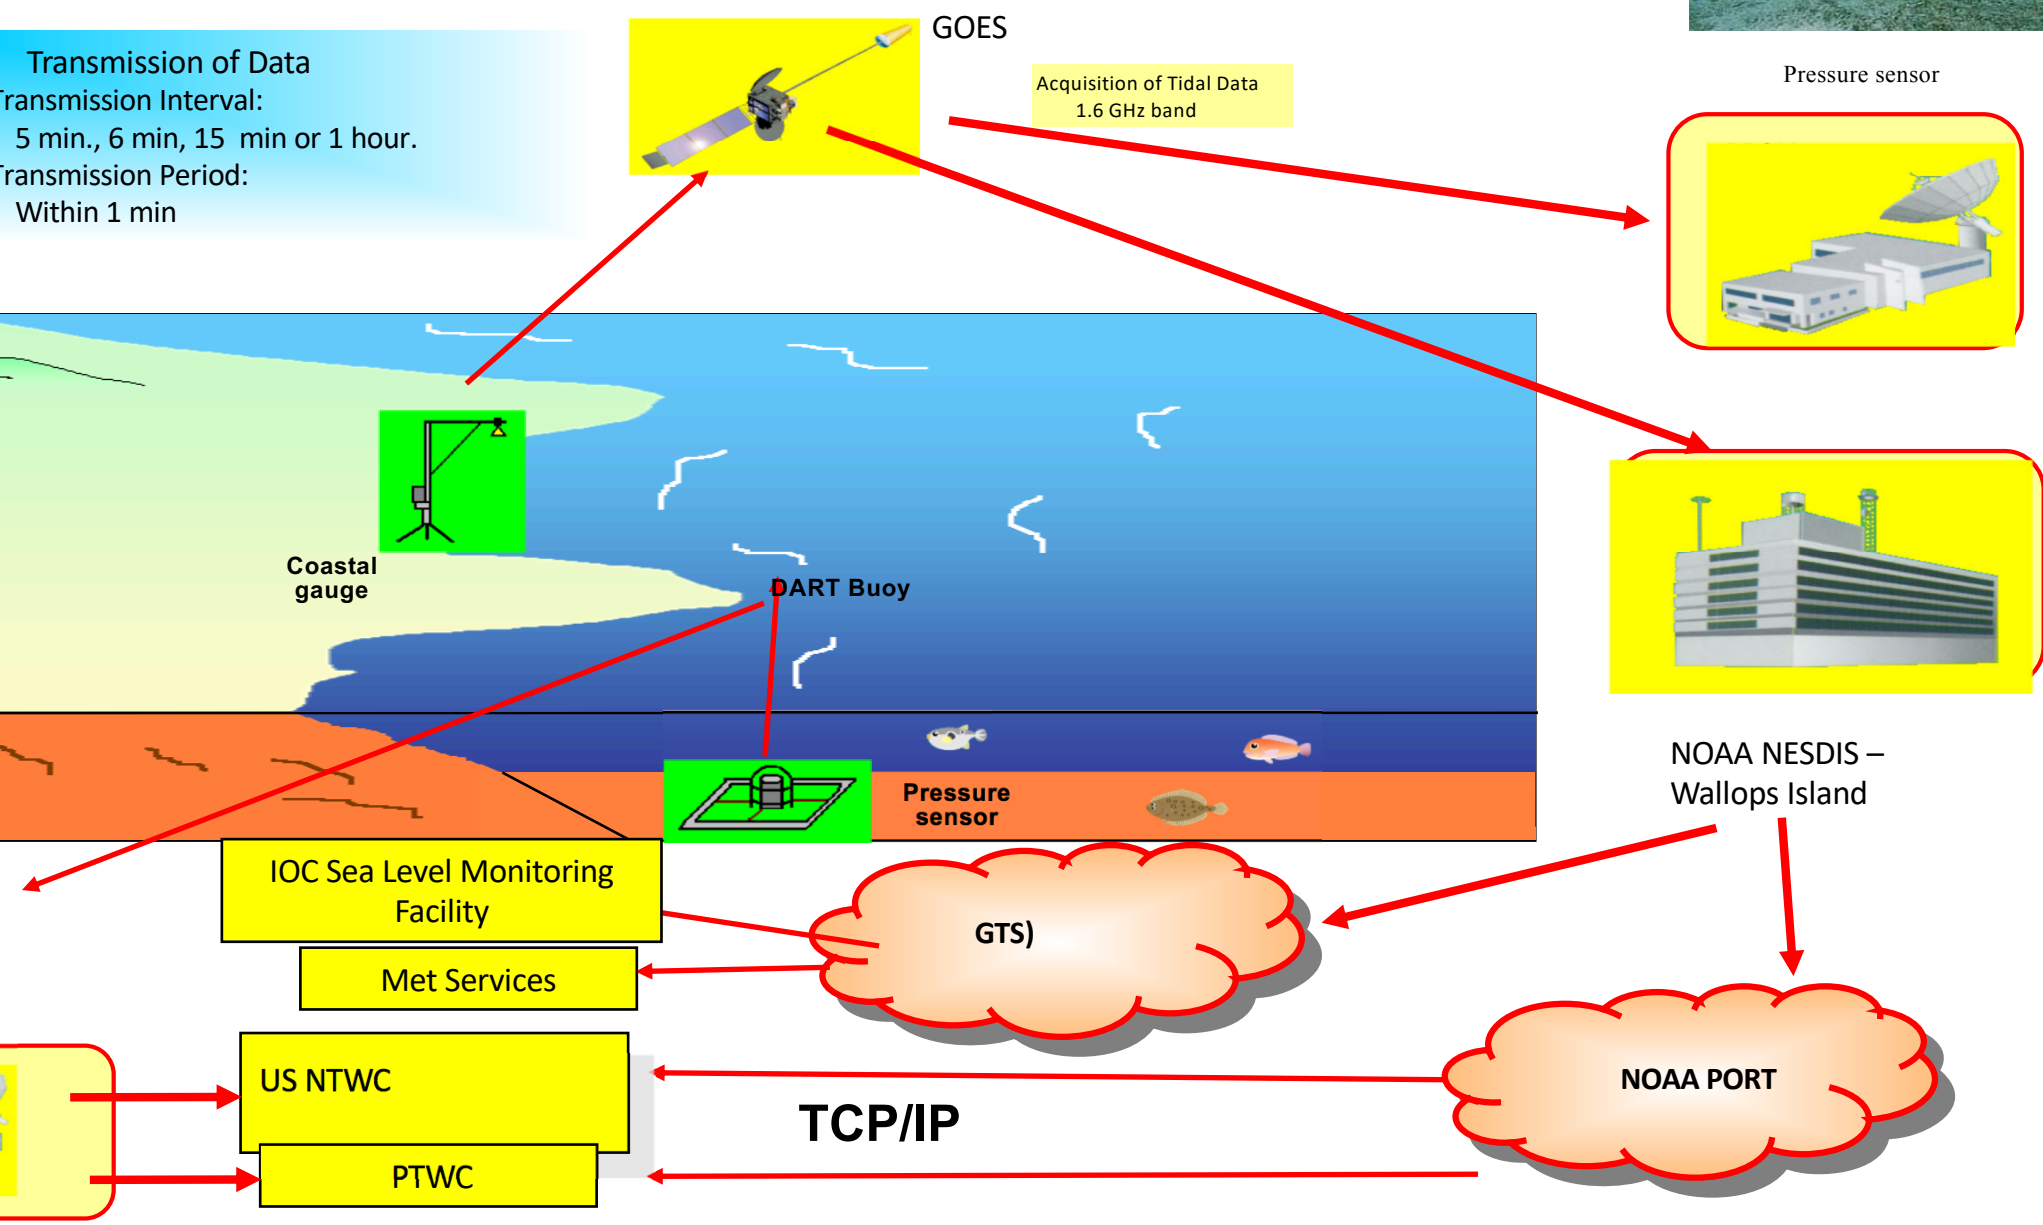 GOES
Transmission of Data
Transmission Interval:
5 min., 6 min, 15 min or 1 hour.
Transmission Period:
Within 1 min
Acquisition of Tidal Data
1.6 GHz band
Pressure sensor
Coastal
gauge
DART Buoy
Pressure
sensor
NOAA NESDIS –
Wallops Island
IOC Sea Level Monitoring
Facility
GTS)
Met Services
US NTWC
NOAA PORT
TCP/IP
PTWC